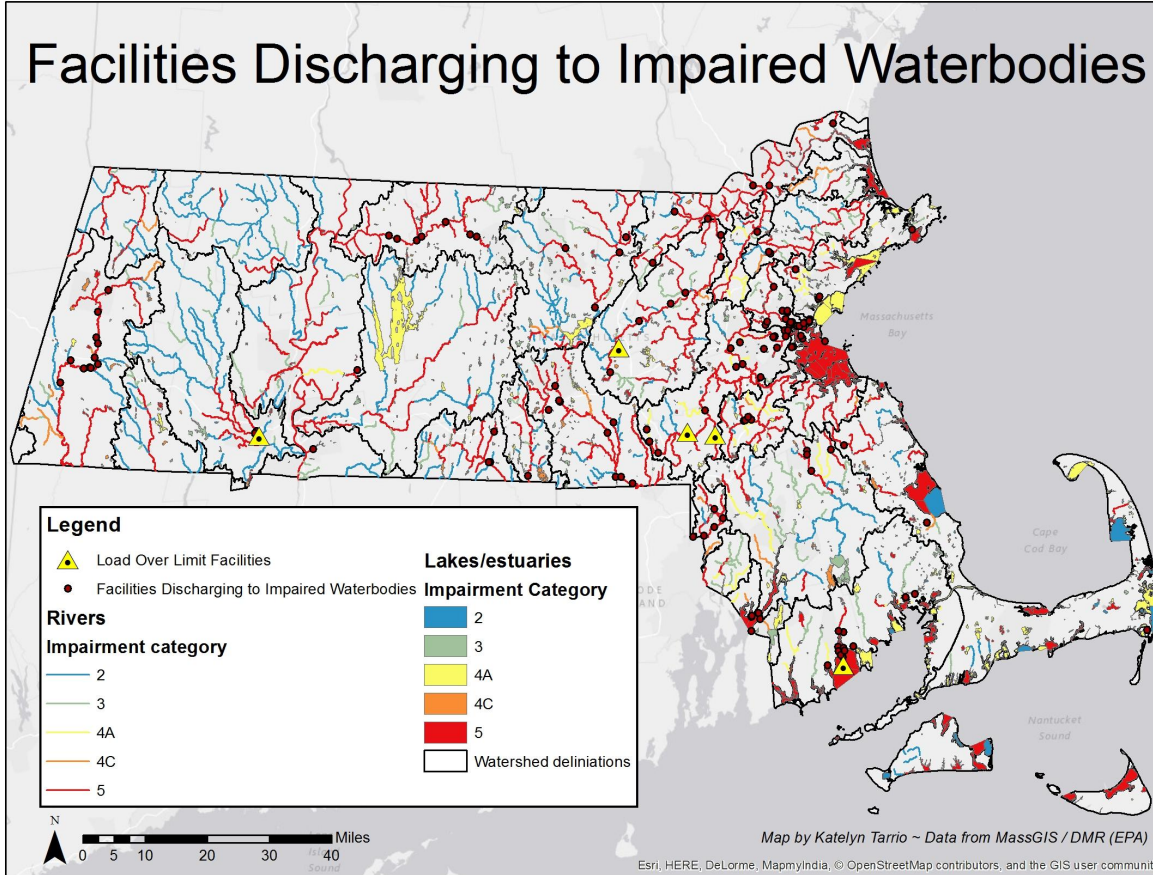 Facilities Discharging to Impaired Waterbodies
Massachusetts
Bay
Cape
Cod Bay
Nantucket
Sound
Legend
Load Over Limit Facilities
Facilities Discharging to Impaired Waterbodies
Rivers
Impairment category
2
3
4A
4C
5
Lakes/estuaries
Impairment Category
2
3
4A
4C
5
Watershed deliniations
N
Miles
0 5 10 20 30 40
Sound
Map by Katelyn Tarrio ~ Data from MassGIS / DMR (EPA)
Esri, HERE, DeLorme, MapmyIndia, © OpenStreetMap contributors, and the GIS user communit